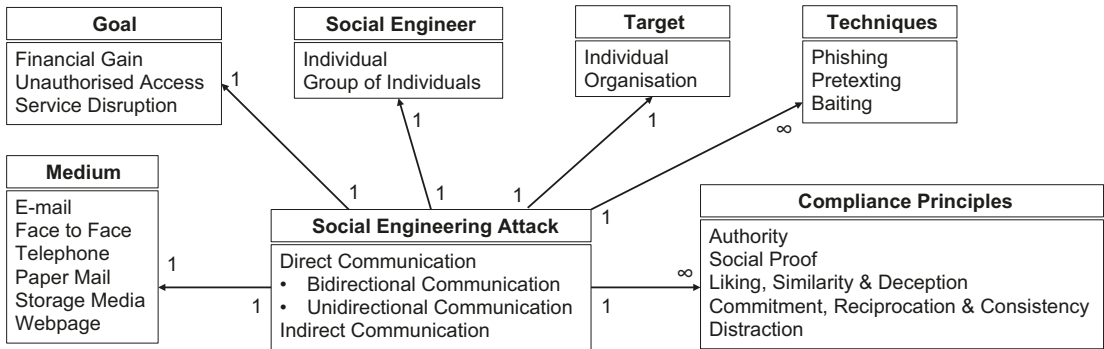 Goal
Financial Gain
Unauthorised Access
Service Disruption
Social Engineer
Individual
Group of Individuals
Target
Individual
Organisation
Techniques
Phishing
Pretexting
Baiting
1
1
1
∞
Medium
E-mail
Face to Face
Telephone
Paper Mail
Storage Media
Webpage
1
1
1
1
Social Engineering Attack
Direct Communication
• Bidirectional Communication
• Unidirectional Communication
Indirect Communication
1
1
∞
1
Compliance Principles
Authority
Social Proof
Liking, Similarity & Deception
Commitment, Reciprocation & Consistency
Distraction